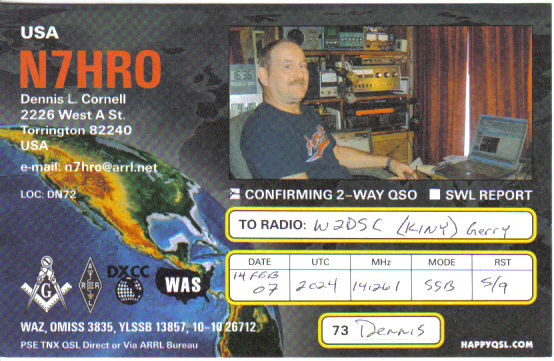 USA
N7HRO
Dennis L. Cornell
2226 West A St.
Torrington 82240
USA
e-mail: n7hro@arrl.net
LOC: DN72
CONFIRMING 2-WAY QSO SWL REPORT
TO RADIO: W2DSC (K1NY) Gerry
DATE UTC MHz MODE RST
14 FEB 07 2024 14.261 SSB 5/9
DXCC
WAS
G
A
R R
L
WAZ, OMISS 3835, YLSSB 13857, 10-10 26712
PSE TNX QSL Direct or Via ARRL Bureau
73 Dennis
HAPPYQSL.COM